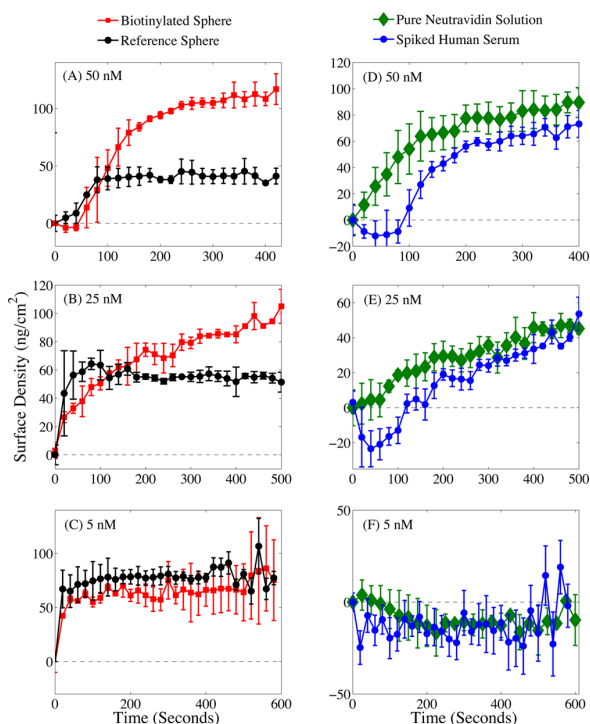 Biotinylated Sphere
Reference Sphere
Pure Neutravidin Solution
Spiked Human Serum
(A) 50 nM
100
50
0
0 100 200 300 400
(D) 50 nM
120
100
80
60
40
20
0
−20
0 100 200 300 400
Surface Density (ng/cm²)
(B) 25 nM
120
100
80
60
40
20
0
0 100 200 300 400 500
(E) 25 nM
60
40
20
0
−20
0 100 200 300 400 500
(C) 5 nM
100
50
0
0 200 400 600
Time (Seconds)
(F) 5 nM
50
0
−50
0 200 400 600
Time (Seconds)